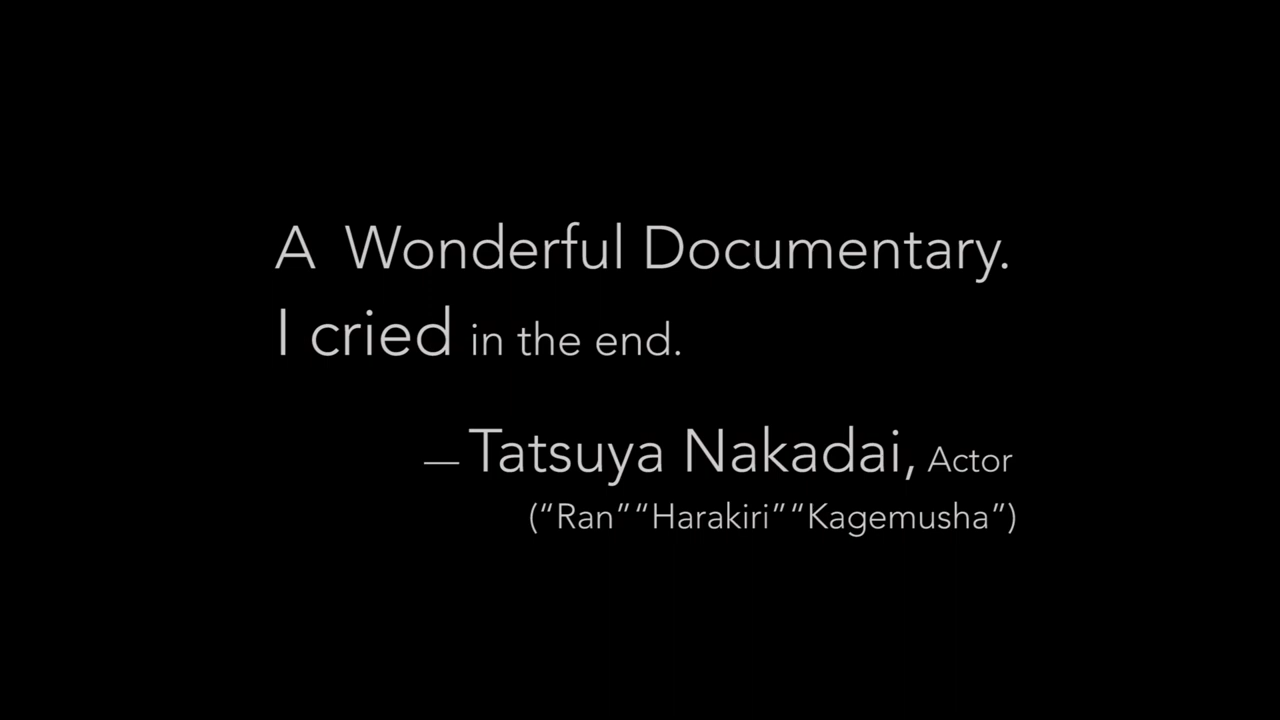 A Wonderful Documentary.
I cried in the end.
— Tatsuya Nakadai, Actor
(“Ran”“Harakiri”“Kagemusha”)